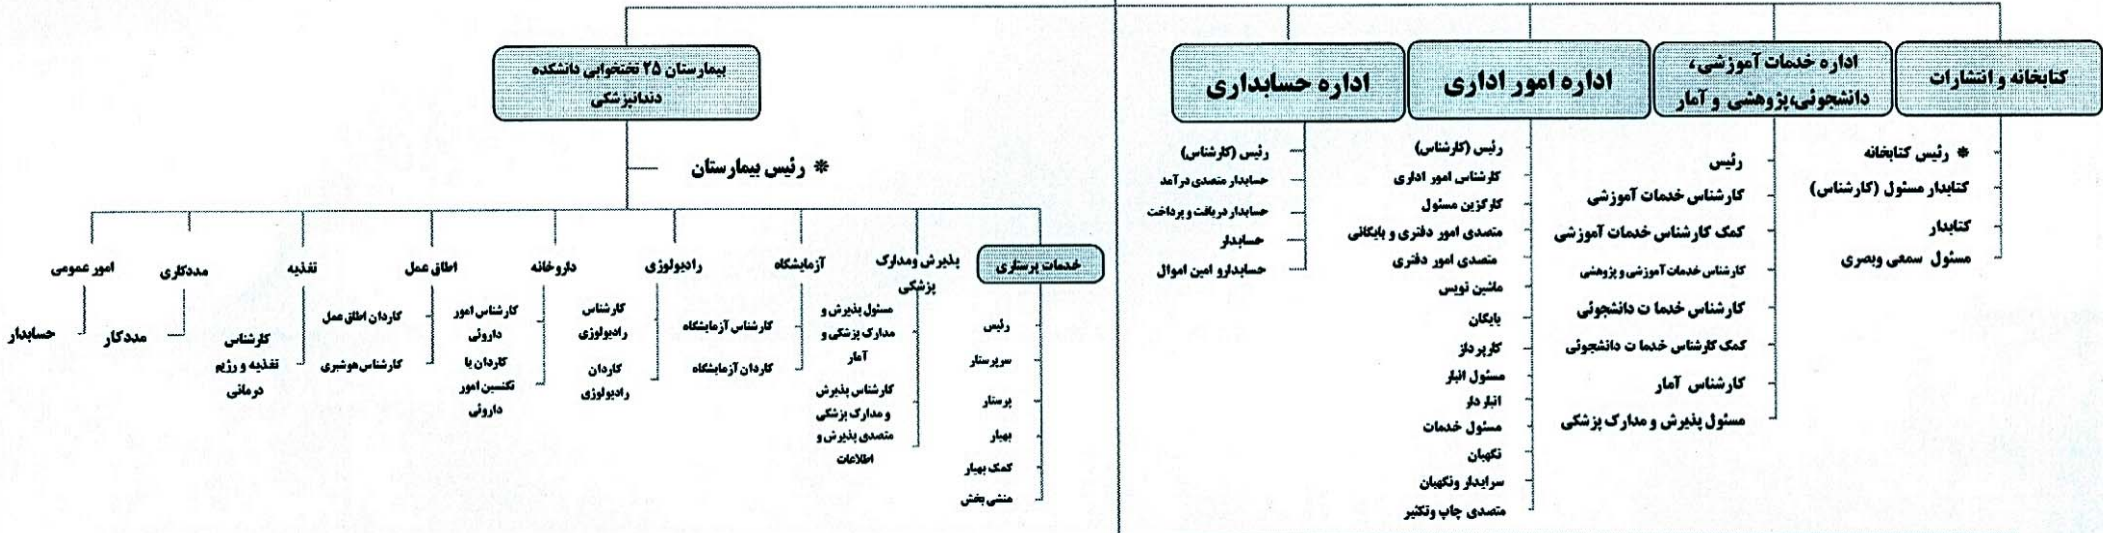 کتابخانه و انتشارات
* رئیس کتابخانه
کتابدار مسئول (کارشناس)
کتابدار
مسئول سمعی وبصری
اداره خدمات آموزشی،
دانشجوئی،پژوهشی و آمار
رئیس
کارشناس خدمات آموزشی
کمک کارشناس خدمات آموزشی
کارشناس خدمات آموزشی و پژوهشی
کارشناس خدما ت دانشجوئی
کمک کارشناس خدما ت دانشجوئی
کارشناس آمار
مسئول پذیرش و مدارک پزشکی
اداره امور اداری
رئیس (کارشناس)
کارشناس امور اداری
کارگزین مسئول
متصدی امور دفتری و بایگانی
متصدی امور دفتری
ماشین نویس
بایگان
کارپرداز
مسئول انبار
انباردار
مسئول خدمات
نگهبان
سرایدار ونگهبان
متصدی چاپ وتکثیر
اداره حسابداری
رئیس (کارشناس)
حسابدار متصدی درآمد
حسابدار دریافت و پرداخت
حسابدار
حسابدارو امین اموال
بیمارستان ۲۵ تختخوابی دانشکده
دندانپزشکی
* رئیس بیمارستان
خدمات پرستاری
رئیس
سرپرستار
پرستار
بهیار
کمک بهیار
منشی بخش
پذیرش ومدارک
پزشکی
مسئول پذیرش و
مدارک پزشکی و
آمار
کارشناس پذیرش
و مدارک پزشکی
متصدی پذیرش و
اطلاعات
آزمایشگاه
کارشناس آزمایشگاه
کاردان آزمایشگاه
رادیولوژی
کارشناس
رادیولوژی
کاردان
رادیولوژی
داروخانه
کارشناس امور
داروئی
کاردان یا
تکنسین امور
داروئی
اطاق عمل
کاردان اطاق عمل
کارشناس هوشبری
تغذیه
کارشناس
تغذیه و رژیم
درمانی
مددکاری
مددکار
امور عمومی
حسابدار